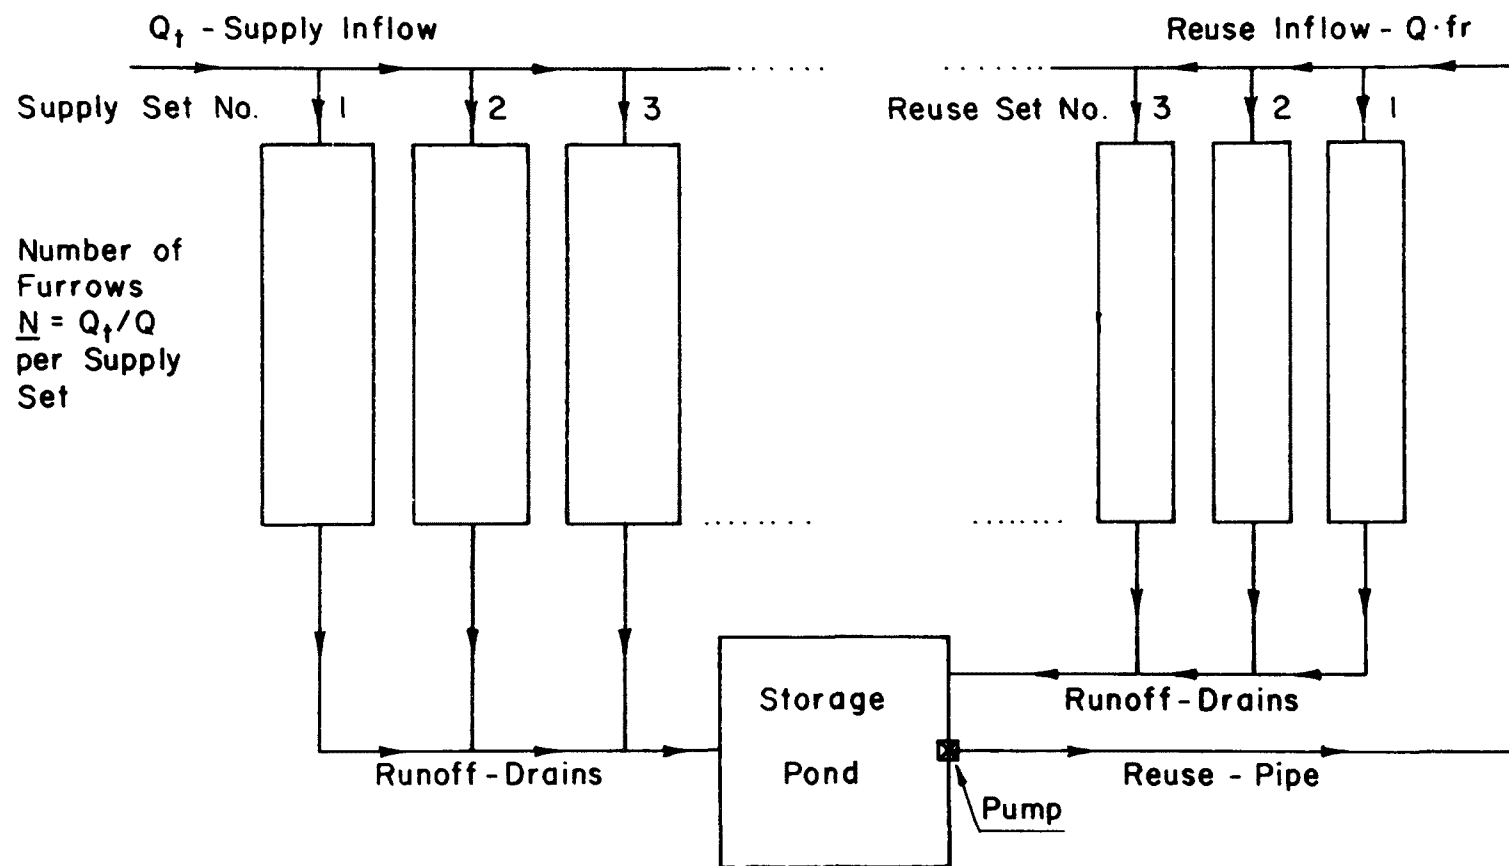 Qt - Supply Inflow
Reuse Inflow - Q·fr
Supply Set No. 1 2 3
Reuse Set No. 3 2 1
Number of
Furrows
N = Qt/Q
per Supply
Set
Storage
Pond
Runoff - Drains
Runoff - Drains
Reuse - Pipe
Pump